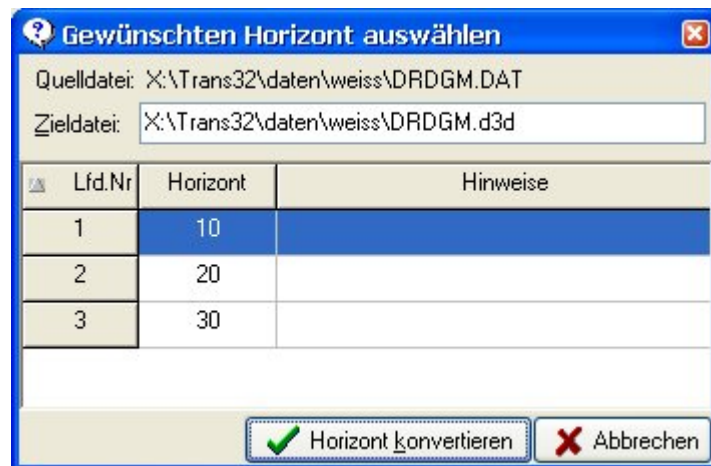 Gewünschten Horizont auswählen
Quelldatei: X:\Trans32\daten\weiss\DRDGM.DAT
Zieldatei: X:\Trans32\daten\weiss\DRDGM.d3d
Lfd.Nr Horizont Hinweise
1 10
2 20
3 30
Horizont konvertieren Abbrechen